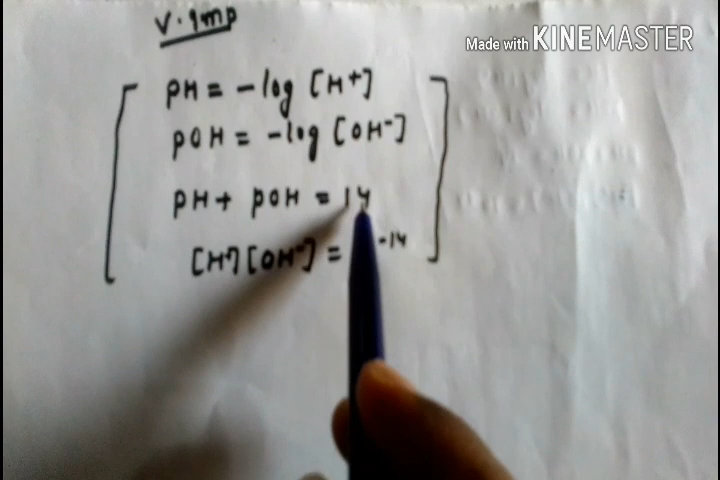 V. Imp
Made with KINEMASTER
pH = -log [H+]
pOH = -log [OH-]
pH + pOH = 14
[H+] [OH-] = -14